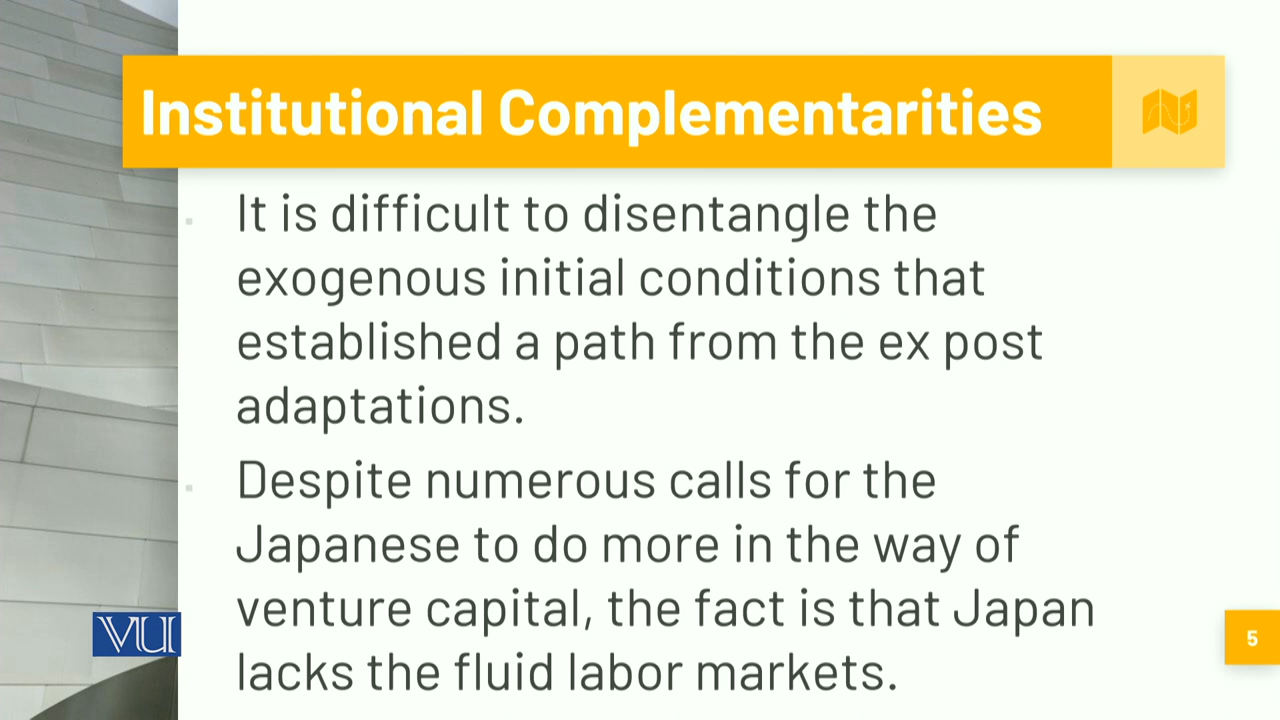 Institutional Complementarities
It is difficult to disentangle the
exogenous initial conditions that
established a path from the ex post
adaptations.
Despite numerous calls for the
Japanese to do more in the way of
venture capital, the fact is that Japan
lacks the fluid labor markets.
VU
5